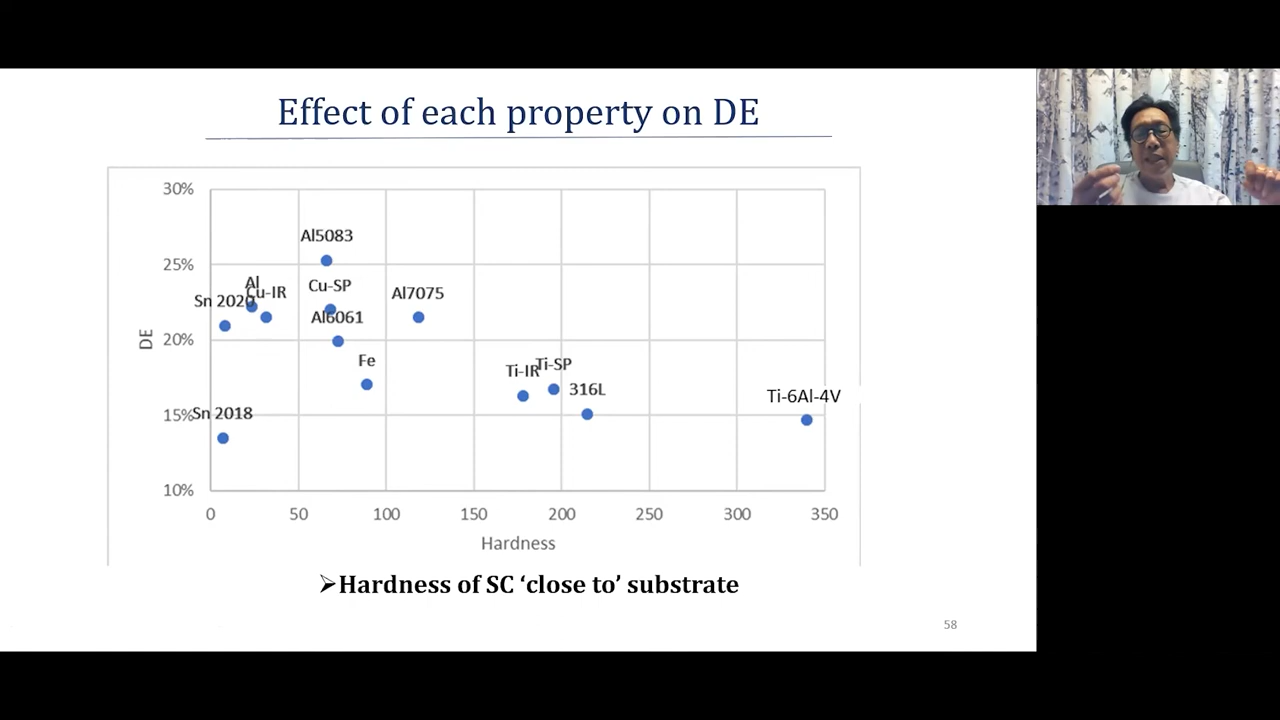 Effect of each property on DE
30%
Al5083
25%
Al
Cu-IR
Cu-SP
Al7075
Sn 2020
Al6061
DE
20%
Fe
Ti-IR
Ti-SP
316L
Ti-6Al-4V
15%
Sn 2018
10%
0 50 100 150 200 250 300 350
Hardness
➢Hardness of SC ‘close to’ substrate
58